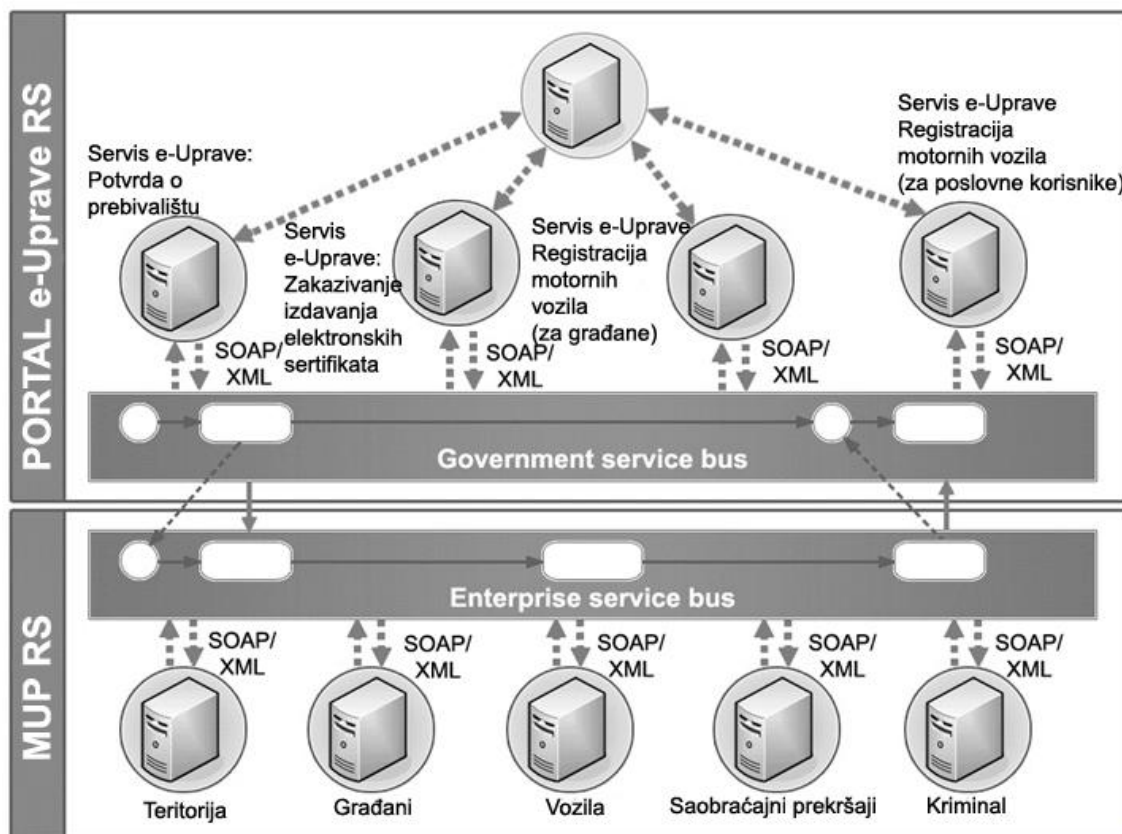 PORTAL e-Uprave RS
Servis e-Uprave:
Potvrda o
prebivalištu
Servis
e-Uprave:
Zakazivanje
izdavanja
elektronskih
sertifikata
Servis e-Uprave
Registracija
motornih
vozila
(za građane)
Servis e-Uprave
Registracija
motornih vozila
(za poslovne korisnike)
SOAP/
XML
SOAP/
XML
SOAP/
XML
SOAP/
XML
Government service bus
MUP RS
Enterprise service bus
SOAP/
XML
SOAP/
XML
SOAP/
XML
SOAP/
XML
SOAP/
XML
Teritorija
Građani
Vozila
Saobraćajni prekršaji
Kriminal